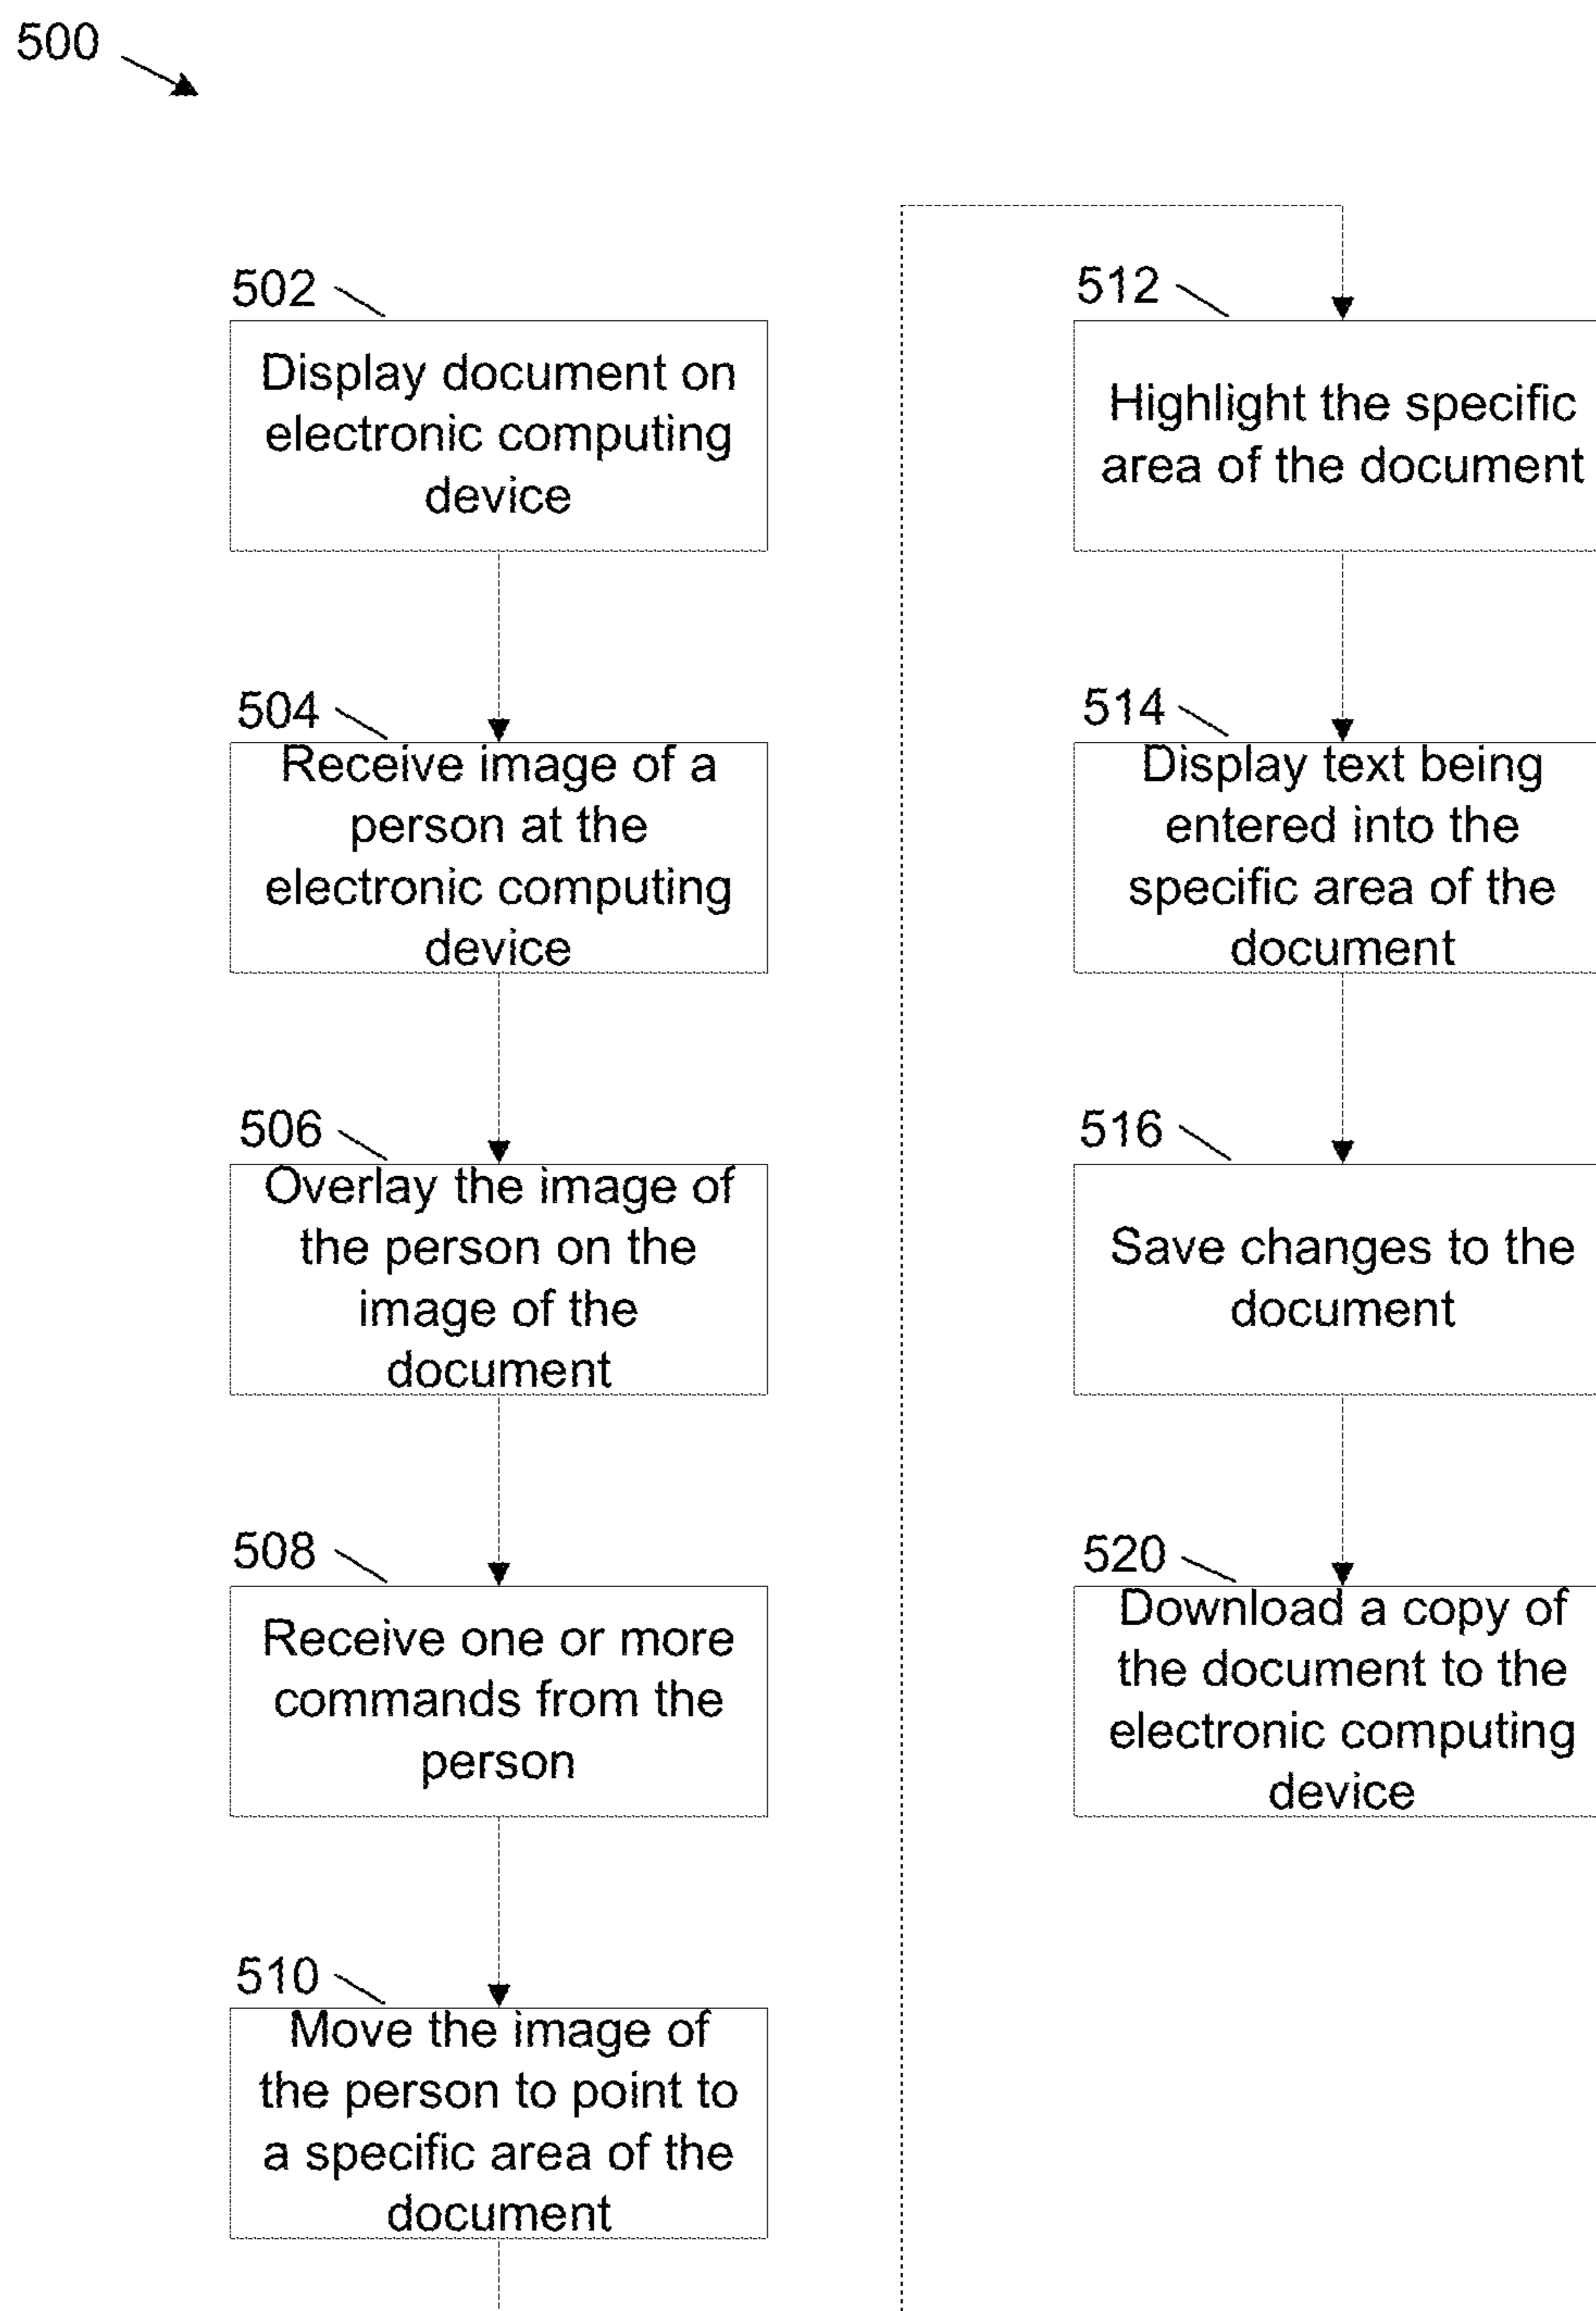 500
502
Display document on
electronic computing
device
504
Receive image of a
person at the
electronic computing
device
506
Overlay the image of
the person on the
image of the
document
508
Receive one or more
commands from the
person
510
Move the image of
the person to point to
a specific area of the
document
512
Highlight the specific
area of the document
514
Display text being
entered into the
specific area of the
document
516
Save changes to the
document
520
Download a copy of
the document to the
electronic computing
device